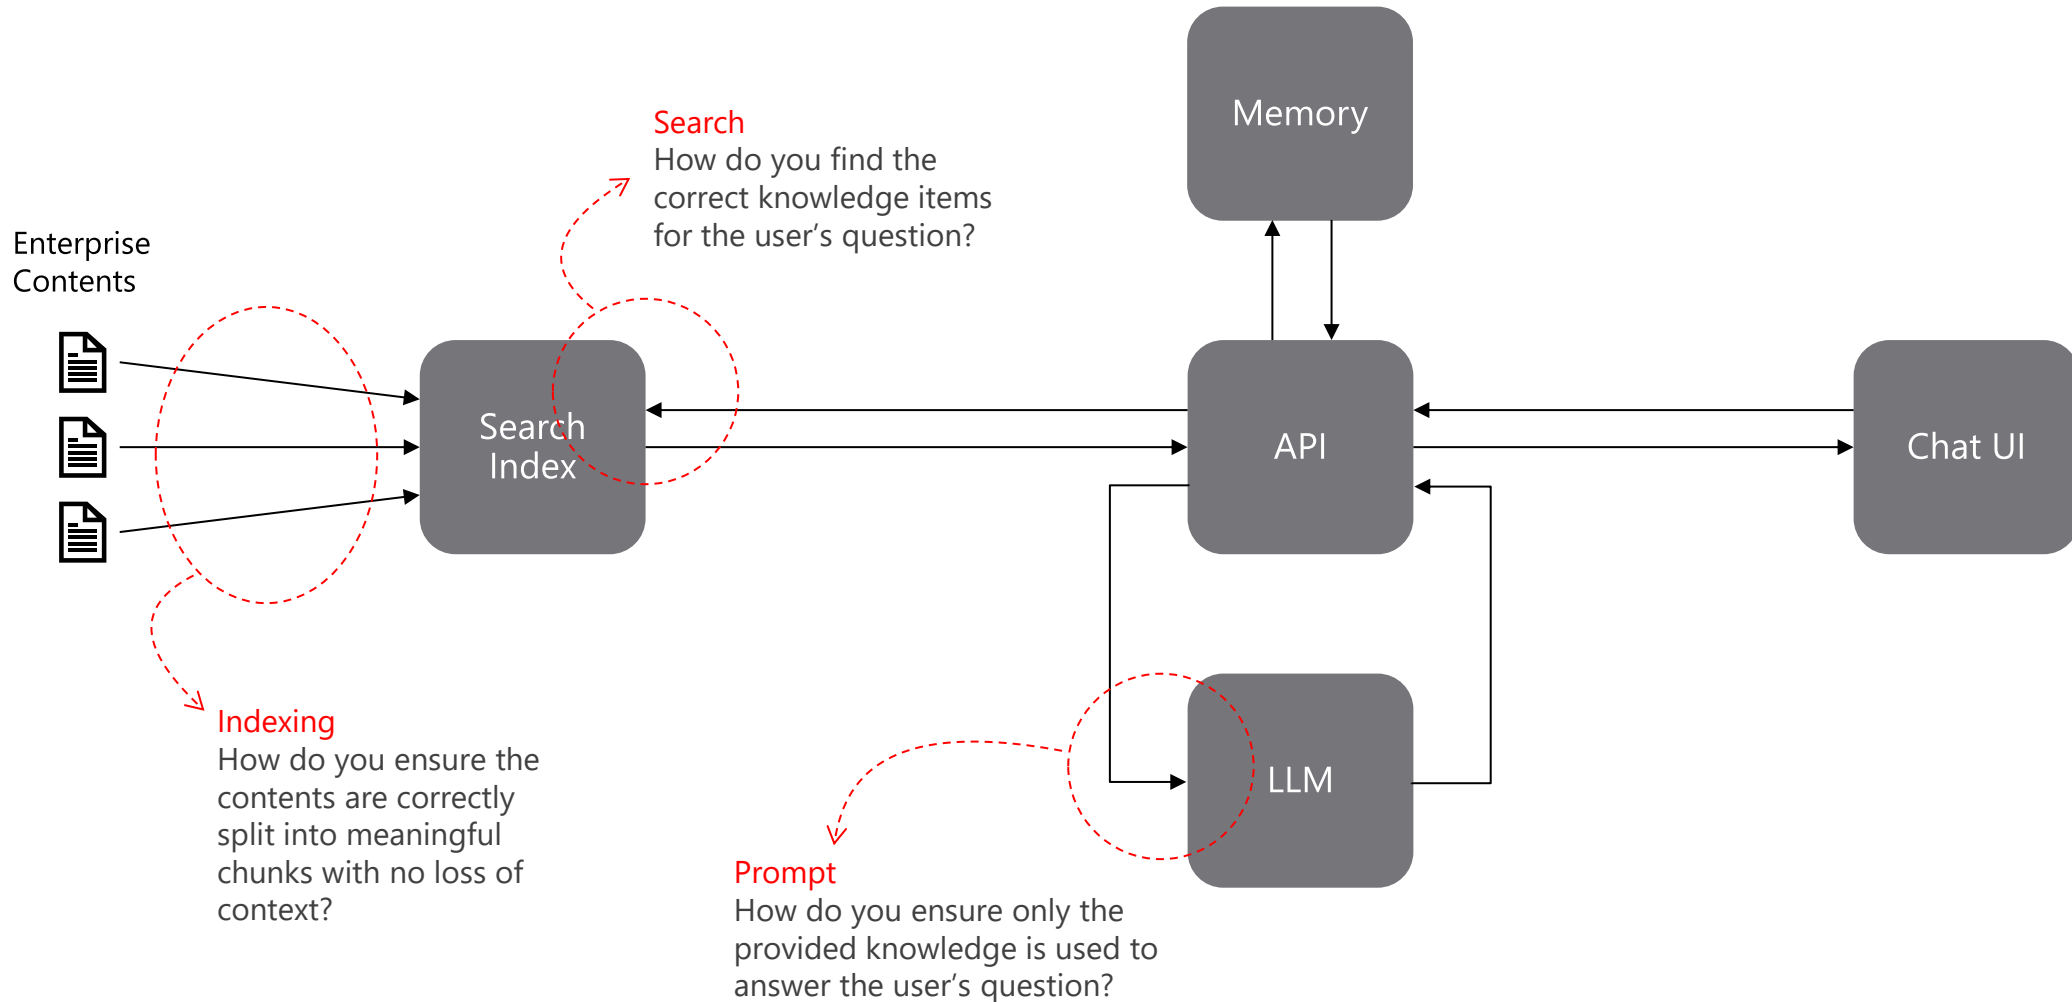 Memory
Search
How do you find the
correct knowledge items
for the user’s question?
Enterprise
Contents
Search
Index
API
Chat UI
Indexing
How do you ensure the
contents are correctly
split into meaningful
chunks with no loss of
context?
LLM
Prompt
How do you ensure only the
provided knowledge is used to
answer the user’s question?